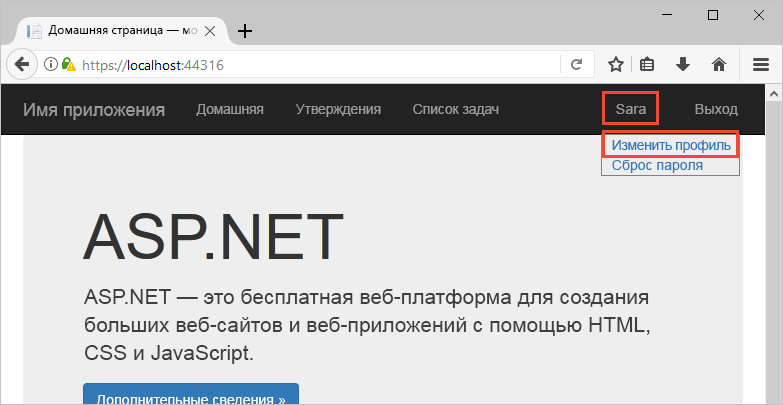 Домашняя страница — мо
https://localhost:44316
Имя приложения Домашняя Утверждения Список задач Sara Выход
Изменить профиль
Сброс пароля
ASP.NET
ASP.NET — это бесплатная веб-платформа для создания
больших веб-сайтов и веб-приложений с помощью HTML,
CSS и JavaScript.
Дополнительные сведения »